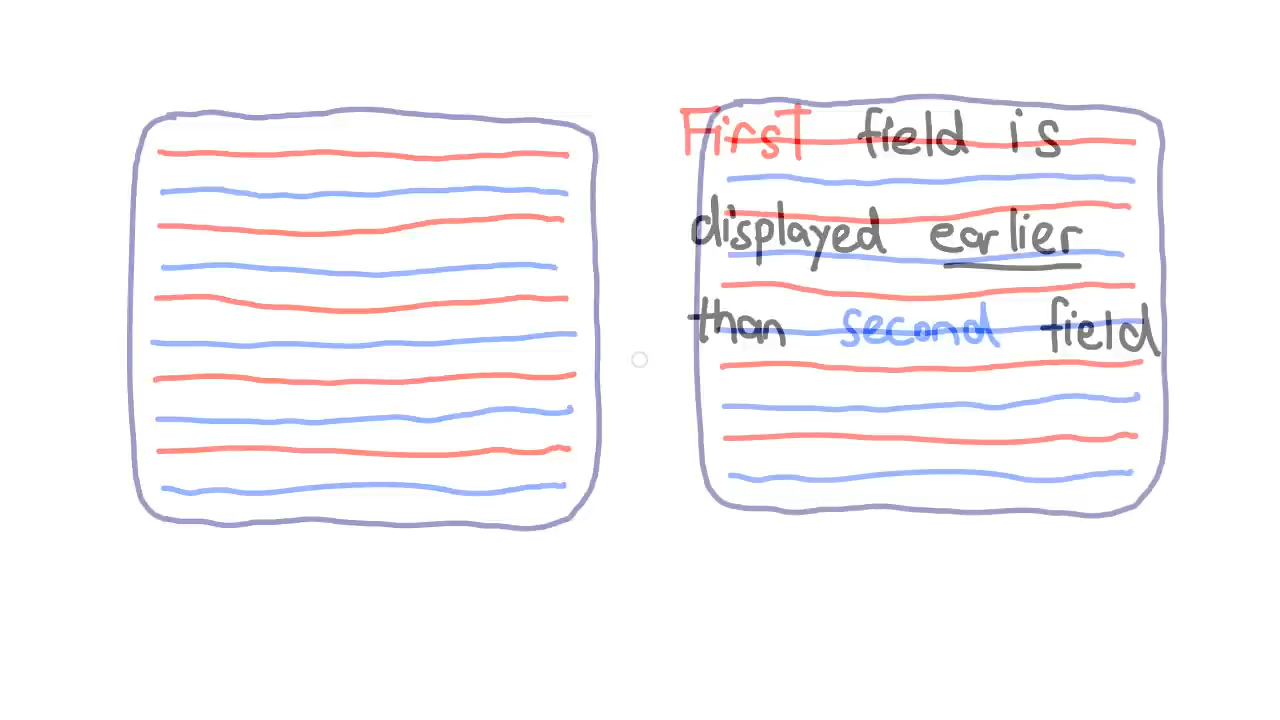 First field is
displayed earlier
than second field